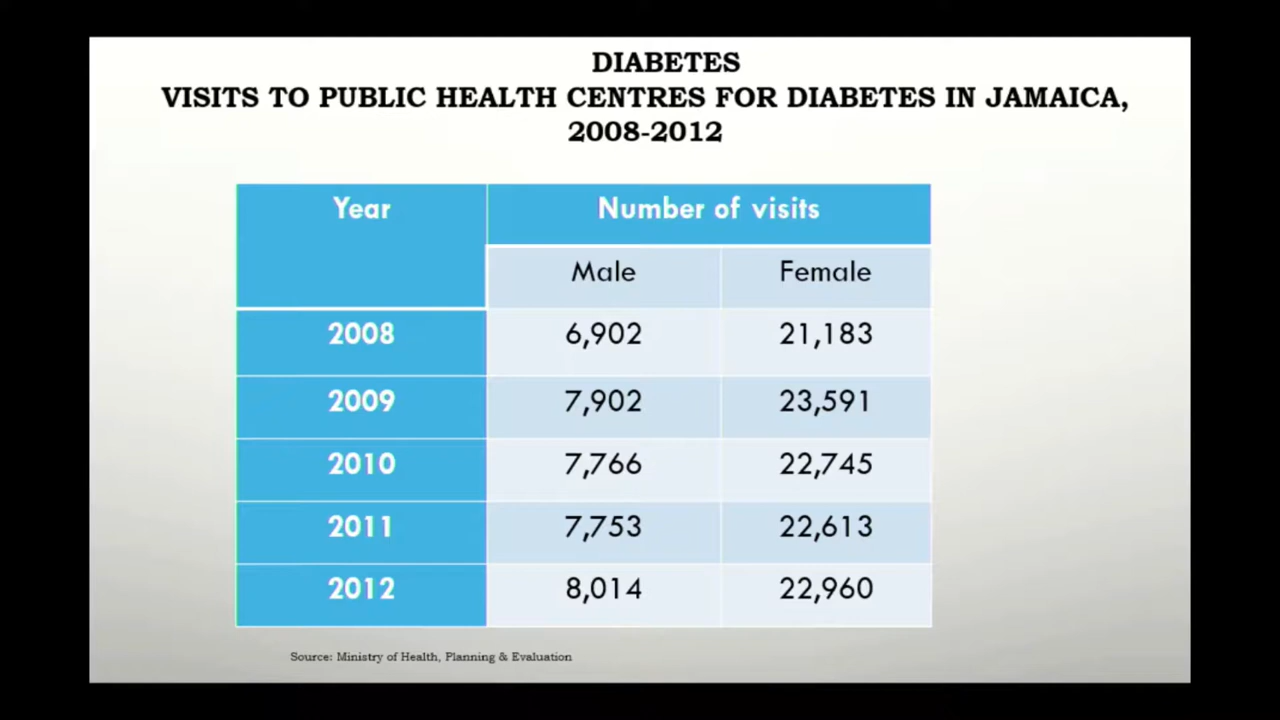 DIABETES
VISITS TO PUBLIC HEALTH CENTRES FOR DIABETES IN JAMAICA,
2008-2012
Year Number of visits
Male Female
2008 6,902 21,183
2009 7,902 23,591
2010 7,766 22,745
2011 7,753 22,613
2012 8,014 22,960
Source: Ministry of Health, Planning & Evaluation